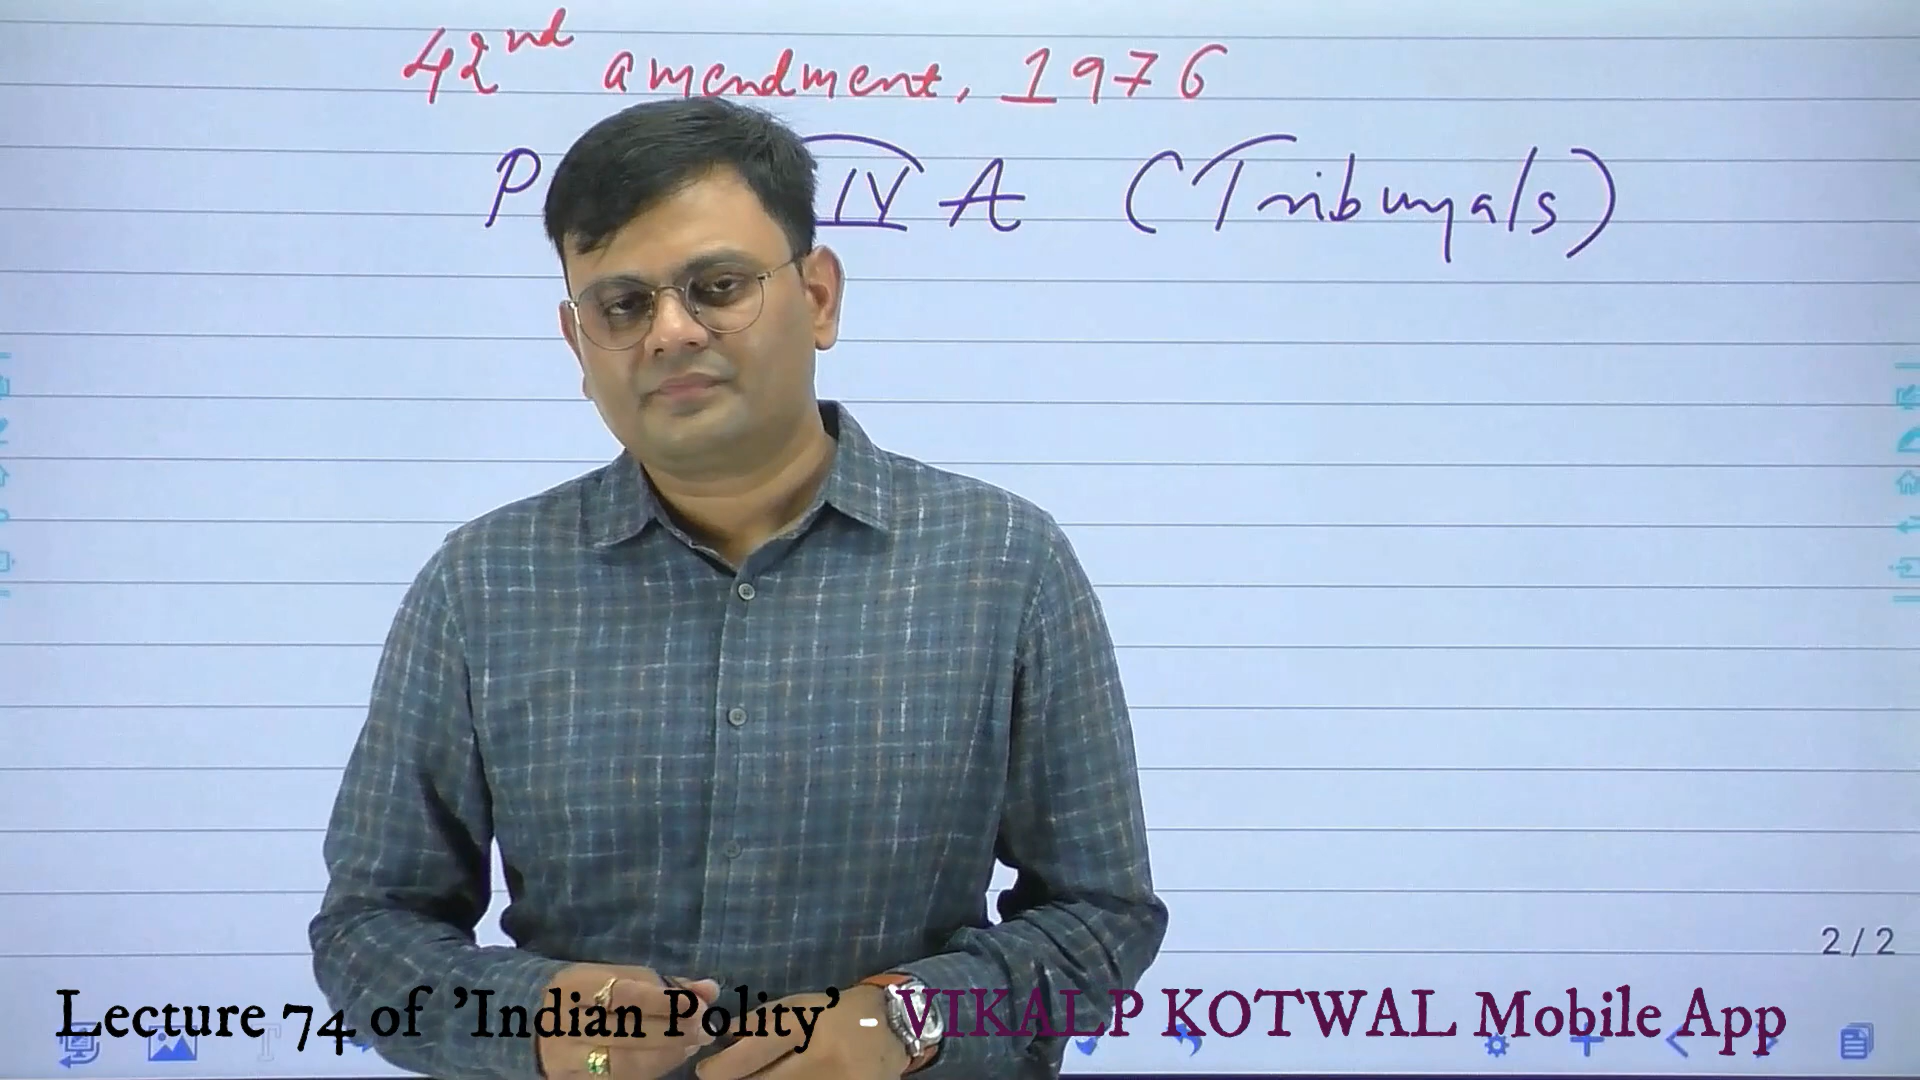 42nd amendment, 1976
P IV A (Tribunals)
2/2
Lecture 74 of 'Indian Polity' - VIKALP KOTWAL Mobile App